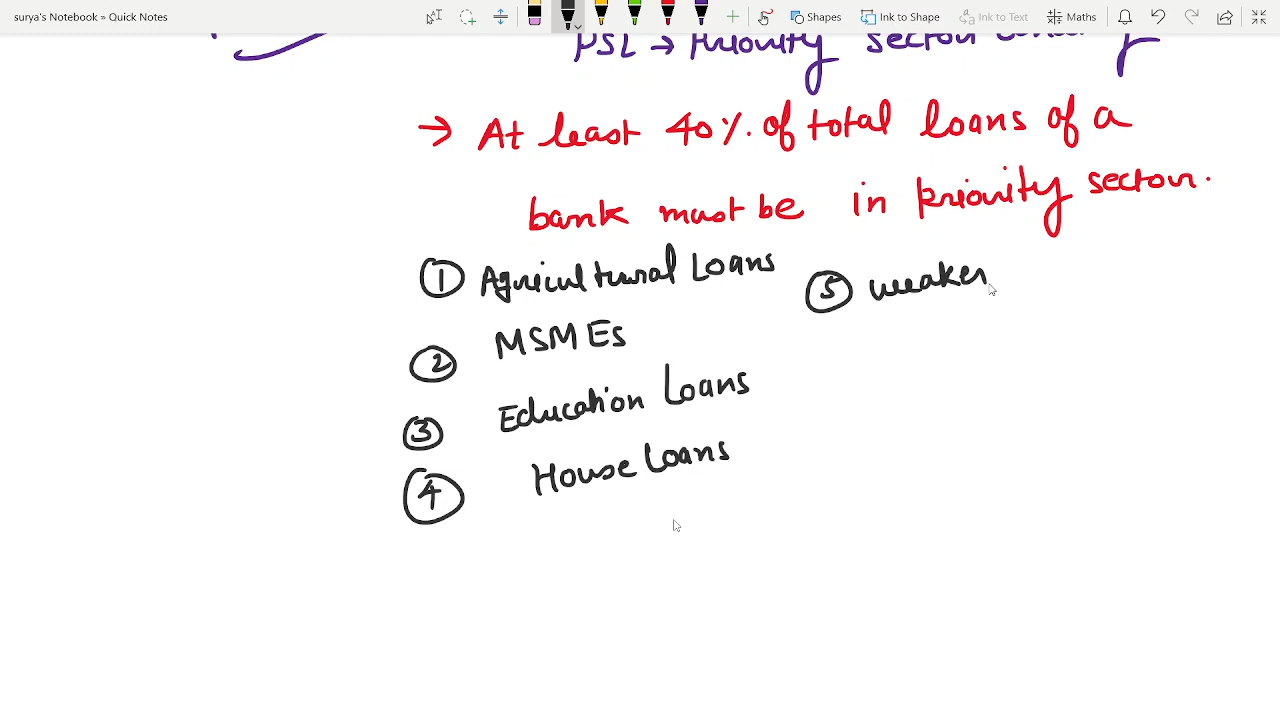 surya's Notebook » Quick Notes
Shapes
Ink to Shape
Ink to Text
Maths
PSL → Priority Sector Lending
→ At least 40% of total loans of a
bank must be in priority sector.
1 Agricultural Loans
2 MSMEs
3 Education Loans
4 House Loans
5 weaker